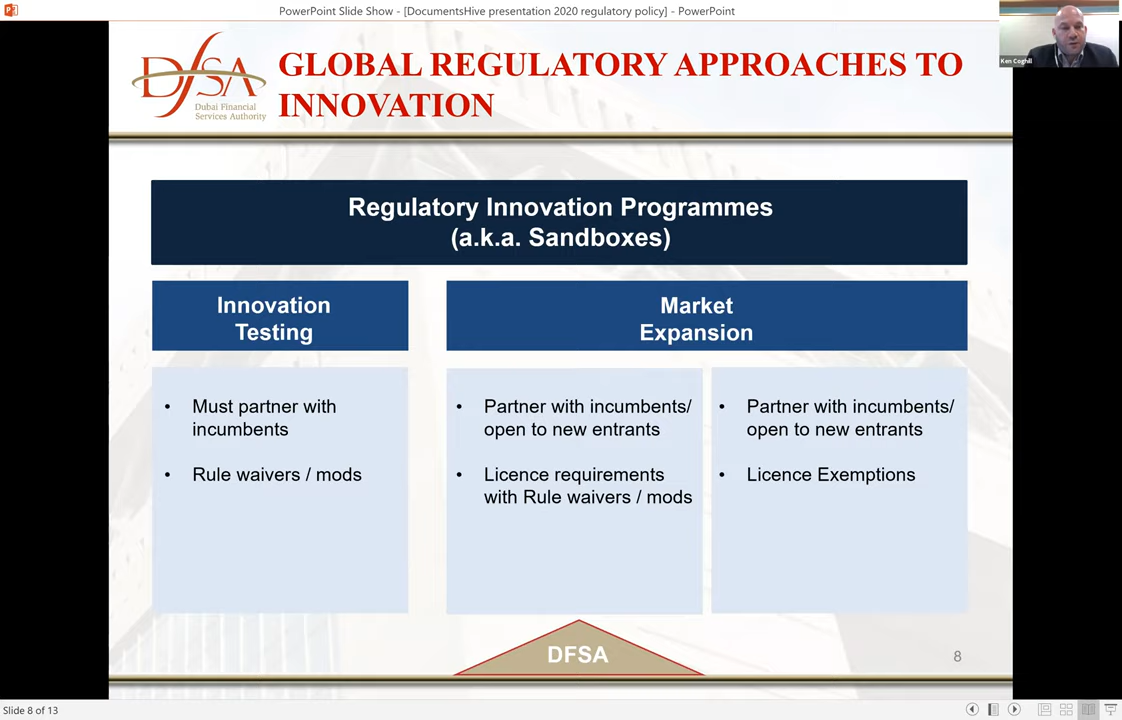 PowerPoint Slide Show - [DocumentsHive presentation 2020 regulatory policy] - PowerPoint
Ken Coghill
DFSA
Dubai Financial
Services Authority
GLOBAL REGULATORY APPROACHES TO
INNOVATION
Regulatory Innovation Programmes
(a.k.a. Sandboxes)
Innovation
Testing
• Must partner with
incumbents
• Rule waivers / mods
Market
Expansion
• Partner with incumbents/
open to new entrants
• Licence requirements
with Rule waivers / mods
• Partner with incumbents/
open to new entrants
• Licence Exemptions
DFSA
8
Slide 8 of 13